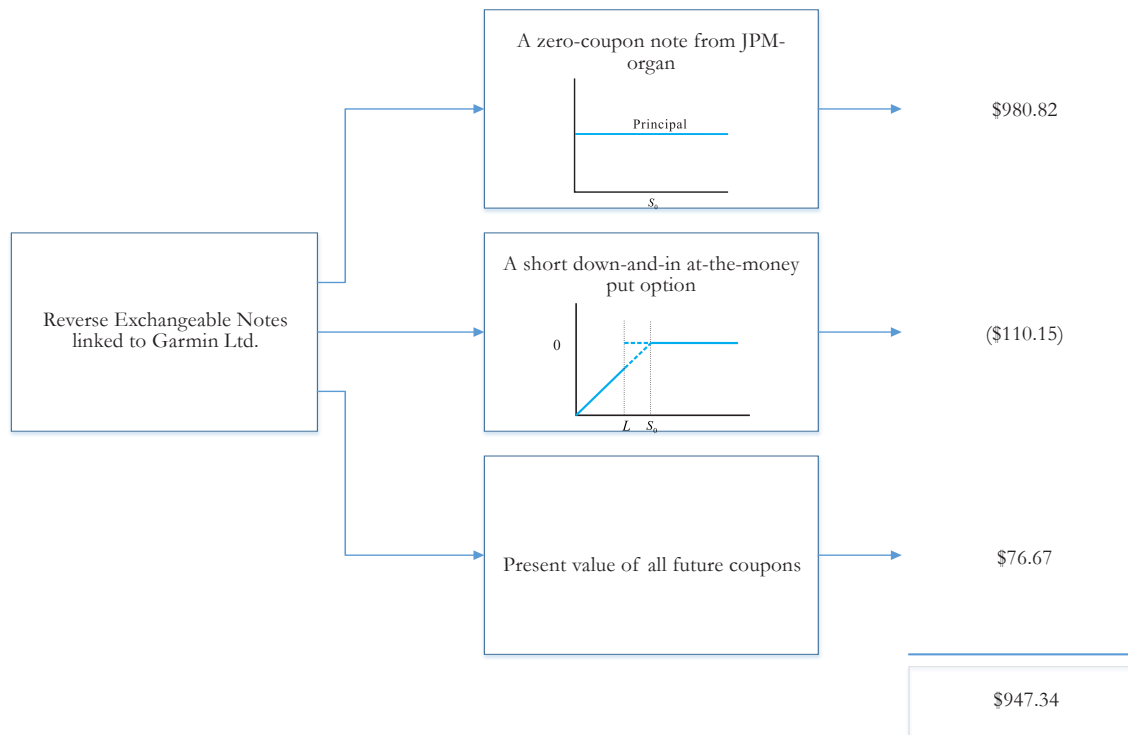 A zero-coupon note from JPM-
organ
Principal
S₀
$980.82
Reverse Exchangeable Notes
linked to Garmin Ltd.
A short down-and-in at-the-money
put option
0
L S₀
($110.15)
Present value of all future coupons
$76.67
$947.34